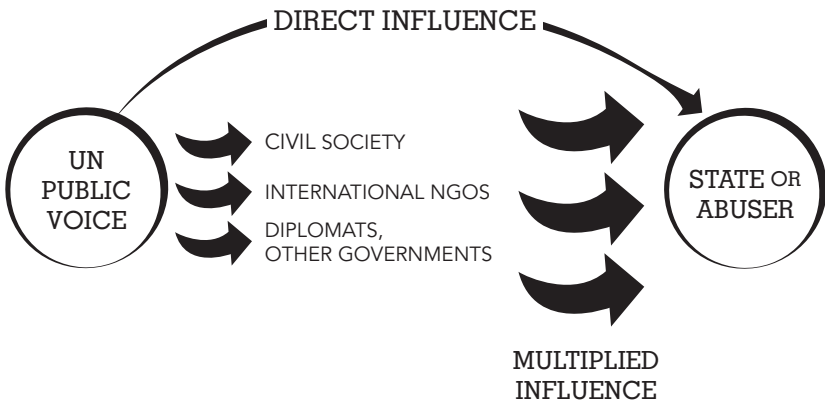 DIRECT INFLUENCE
UN
PUBLIC
VOICE
CIVIL SOCIETY
INTERNATIONAL NGOS
DIPLOMATS,
OTHER GOVERNMENTS
STATE OR
ABUSER
MULTIPLIED
INFLUENCE